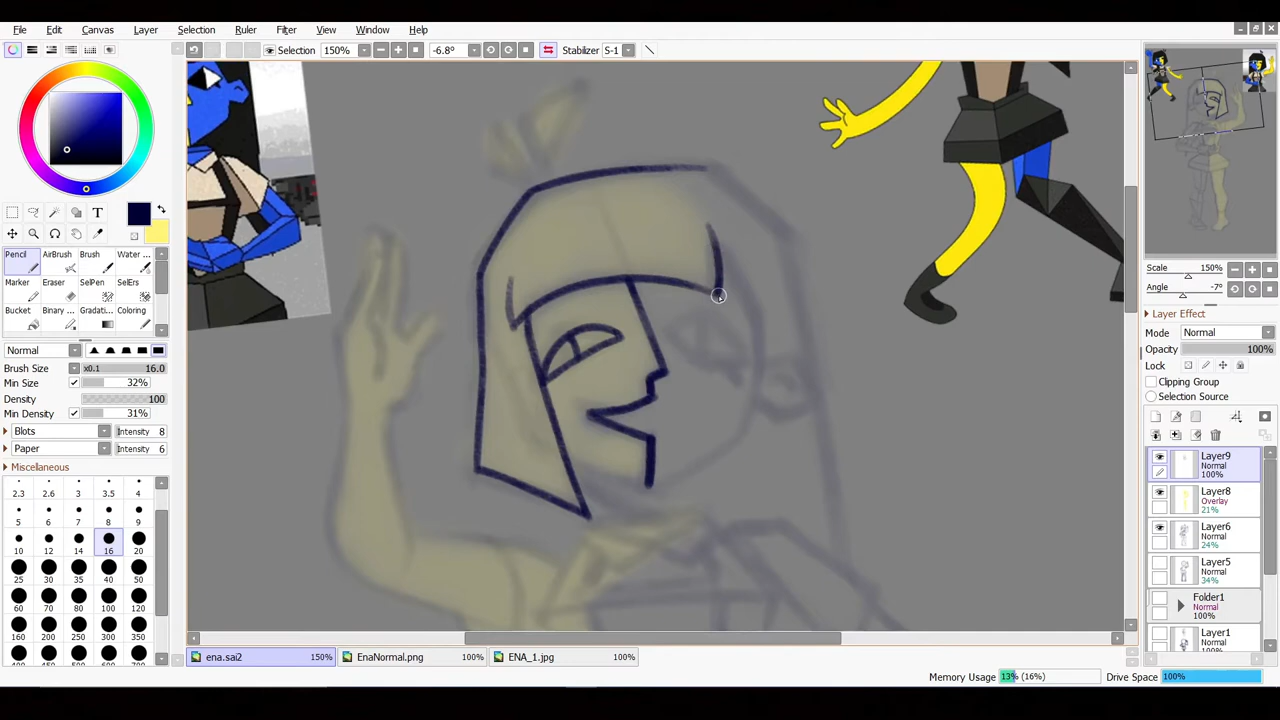 File Edit Canvas Layer Selection Ruler Filter View Window Help
Selection 150% -6.8° Stabilizer S-1
Pencil AirBrush Brush Water ...
Marker Eraser SelPen SelErs
Bucket Binary ... Gradati... Coloring
Normal
Brush Size x0.1 16.0
Min Size 32%
Density 100
Min Density 31%
Blots Intensity 8
Paper Intensity 6
Miscellaneous
2.3 2.6 3 3.5 4
5 6 7 8 9
10 12 14 16 20
25 30 35 40 50
60 70 80 100 120
160 200 250 300 350
ena.sai2 150% EnaNormal.png 100% ENA_1.jpg 100%
Scale 150%
Angle -7°
Layer Effect
Mode Normal
Opacity 100%
Lock
Clipping Group
Selection Source
Layer9
Normal
100%
Layer8
Overlay
21%
Layer6
Normal
24%
Layer5
Normal
34%
Folder1
Normal
100%
Layer1
Normal
Memory Usage 13% (16%) Drive Space 100%